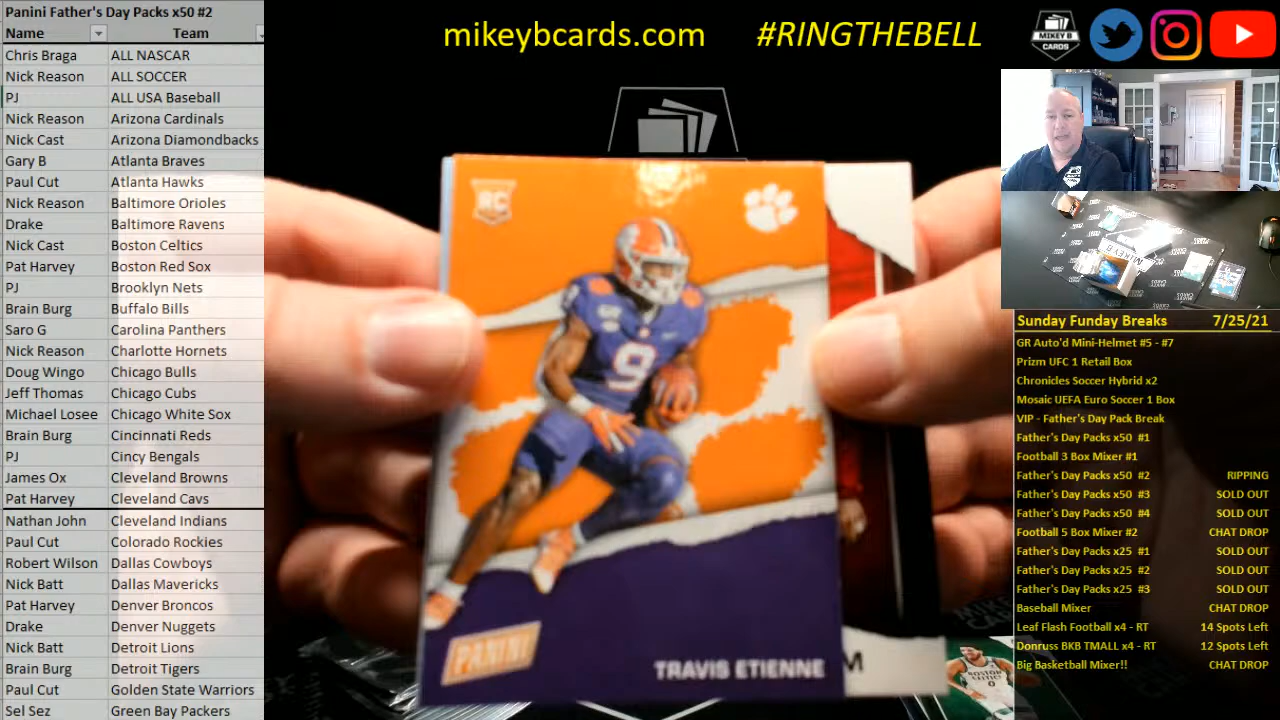 Panini Father's Day Packs x50 #2
Name Team
Chris Braga ALL NASCAR
Nick Reason ALL SOCCER
PJ ALL USA Baseball
Nick Reason Arizona Cardinals
Nick Cast Arizona Diamondbacks
Gary B Atlanta Braves
Paul Cut Atlanta Hawks
Nick Reason Baltimore Orioles
Drake Baltimore Ravens
Nick Cast Boston Celtics
Pat Harvey Boston Red Sox
PJ Brooklyn Nets
Brain Burg Buffalo Bills
Saro G Carolina Panthers
Nick Reason Charlotte Hornets
Doug Wingo Chicago Bulls
Jeff Thomas Chicago Cubs
Michael Losee Chicago White Sox
Brain Burg Cincinnati Reds
PJ Cincy Bengals
James Ox Cleveland Browns
Pat Harvey Cleveland Cavs
Nathan John Cleveland Indians
Paul Cut Colorado Rockies
Robert Wilson Dallas Cowboys
Nick Batt Dallas Mavericks
Pat Harvey Denver Broncos
Drake Denver Nuggets
Nick Batt Detroit Lions
Brain Burg Detroit Tigers
Paul Cut Golden State Warriors
Sel Sez Green Bay Packers
mikeybcards.com #RINGTHEBELL
MIKEY B
CARDS
RC
9
PANINI
TRAVIS ETIENNE
M
BOSTON
CELTICS
0
MIKEY B
Sunday Funday Breaks 7/25/21
GR Auto'd Mini-Helmet #5 - #7
Prizm UFC 1 Retail Box
Chronicles Soccer Hybrid x2
Mosaic UEFA Euro Soccer 1 Box
VIP - Father's Day Pack Break
Father's Day Packs x50 #1
Football 3 Box Mixer #1
Father's Day Packs x50 #2 RIPPING
Father's Day Packs x50 #3 SOLD OUT
Father's Day Packs x50 #4 SOLD OUT
Football 5 Box Mixer #2 CHAT DROP
Father's Day Packs x25 #1 SOLD OUT
Father's Day Packs x25 #2 SOLD OUT
Father's Day Packs x25 #3 SOLD OUT
Baseball Mixer CHAT DROP
Leaf Flash Football x4 - RT 14 Spots Left
Donruss BKB TMALL x4 - RT 12 Spots Left
Big Basketball Mixer!! CHAT DROP